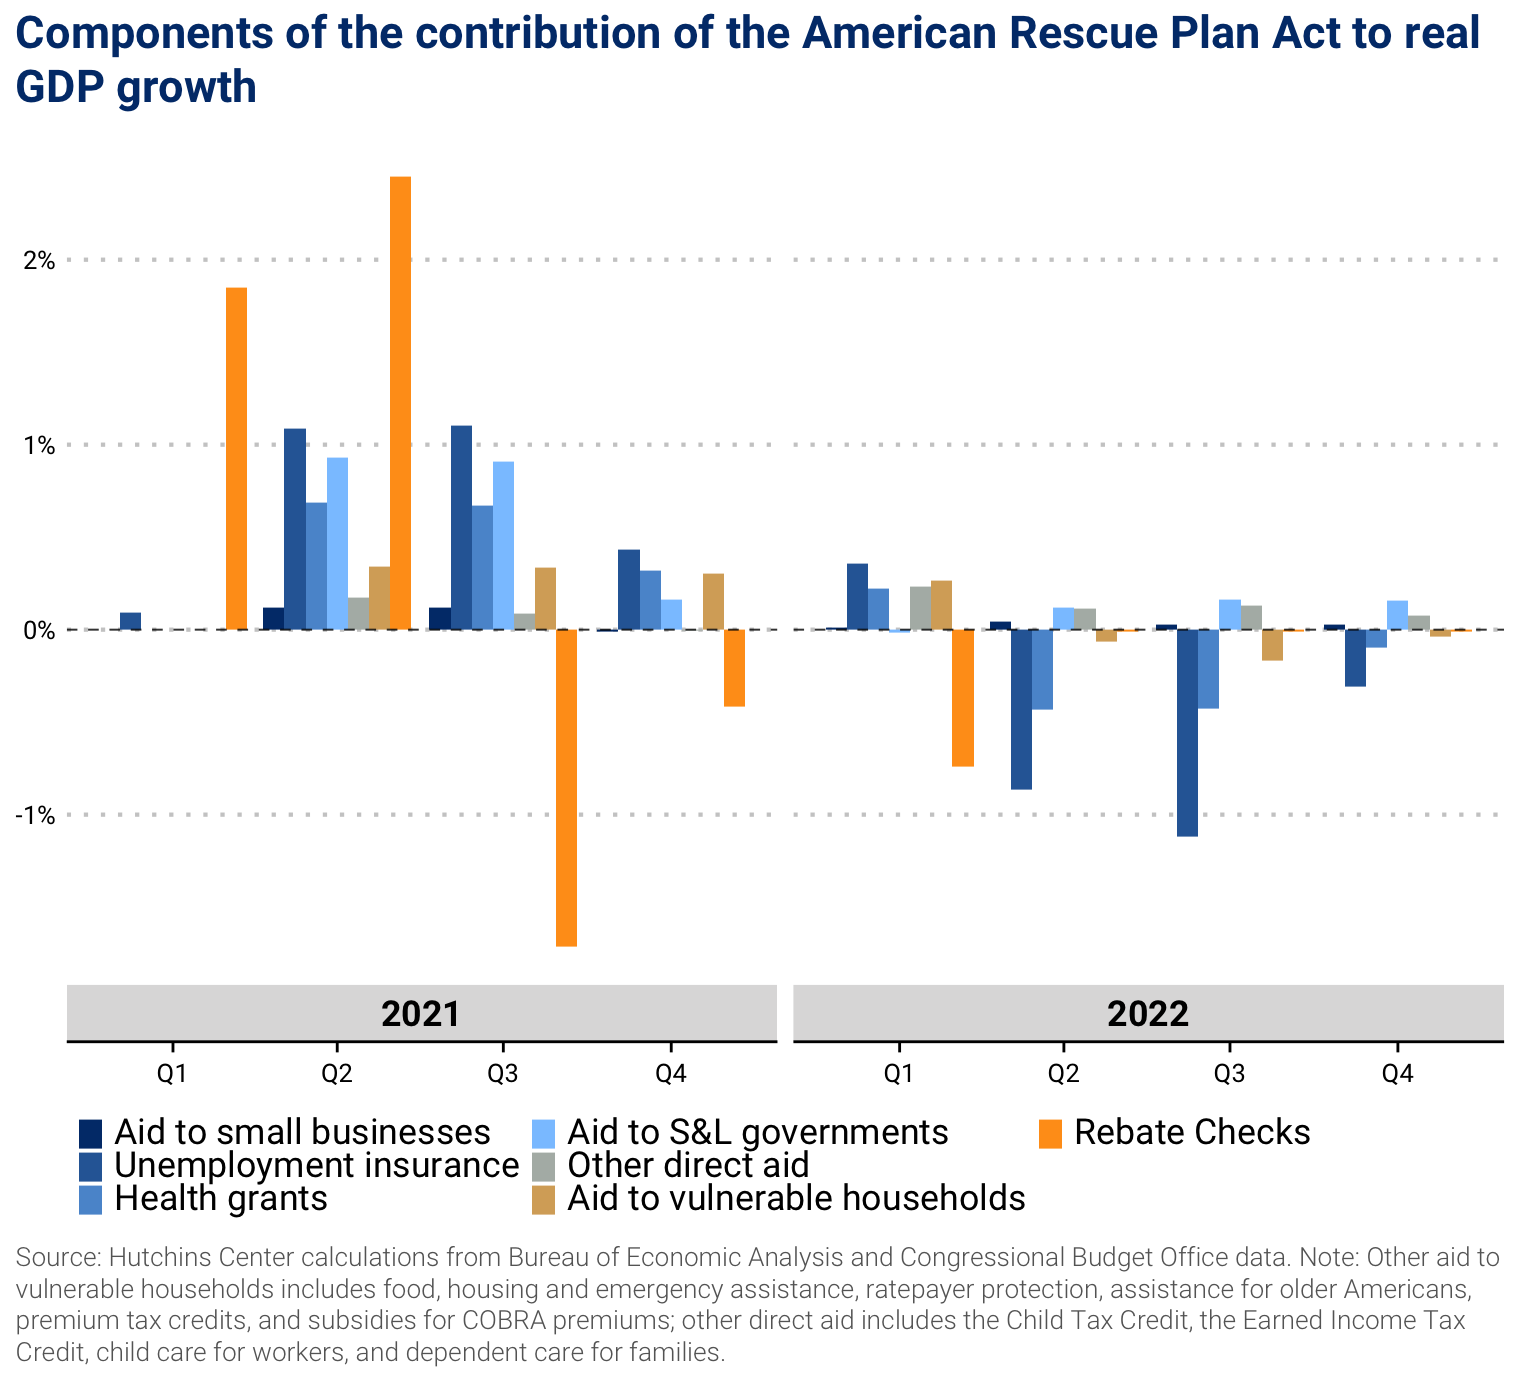 Components of the contribution of the American Rescue Plan Act to real
GDP growth
2%
1%
0%
-1%
2021 2022
Q1 Q2 Q3 Q4 Q1 Q2 Q3 Q4
Aid to small businesses Aid to S&L governments Rebate Checks
Unemployment insurance Other direct aid
Health grants Aid to vulnerable households
Source: Hutchins Center calculations from Bureau of Economic Analysis and Congressional Budget Office data. Note: Other aid to
vulnerable households includes food, housing and emergency assistance, ratepayer protection, assistance for older Americans,
premium tax credits, and subsidies for COBRA premiums; other direct aid includes the Child Tax Credit, the Earned Income Tax
Credit, child care for workers, and dependent care for families.